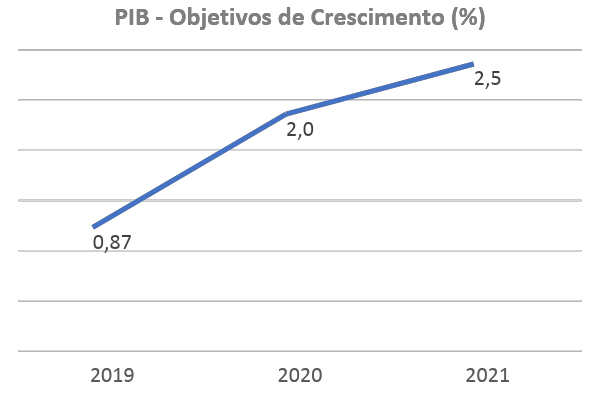 PIB - Objetivos de Crescimento (%)
2,5
2,0
0,87
2019 2020 2021